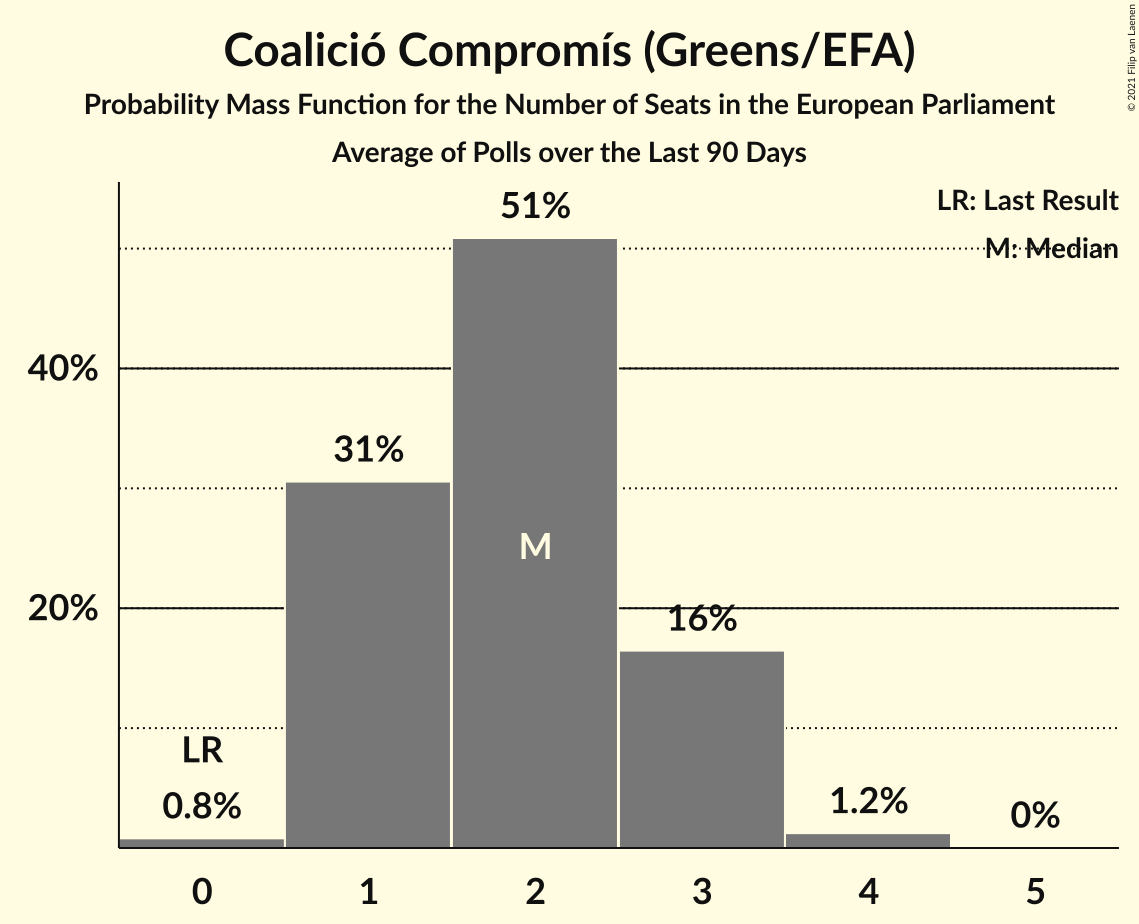 Coalició Compromís (Greens/EFA)
Probability Mass Function for the Number of Seats in the European Parliament
Average of Polls over the Last 90 Days
© 2021 Filip van Laenen
LR: Last Result
M: Median
51%
40%
31%
M
20%
16%
LR
0.8%
1.2%
0%
0 1 2 3 4 5